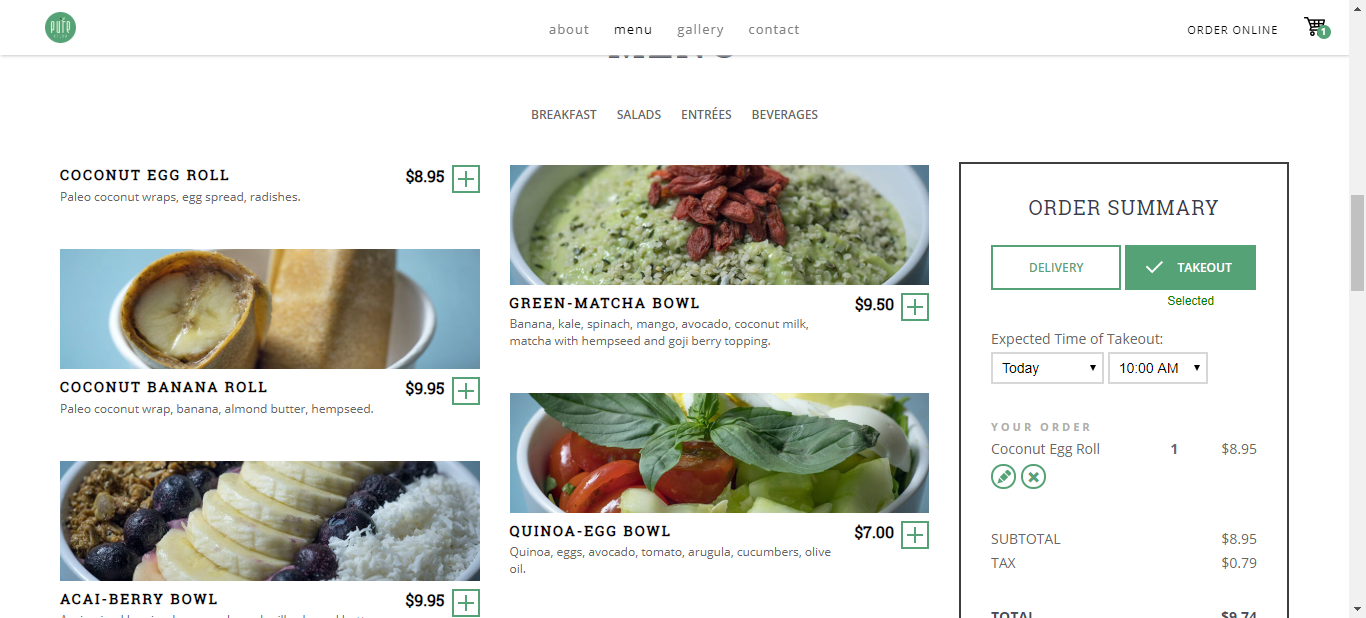 pure
about
menu
gallery
contact
ORDER ONLINE
1
MENU
BREAKFAST
SALADS
ENTRÉES
BEVERAGES
COCONUT EGG ROLL
$8.95
Paleo coconut wraps, egg spread, radishes.
COCONUT BANANA ROLL
$9.95
Paleo coconut wrap, banana, almond butter, hempseed.
ACAI-BERRY BOWL
$9.95
GREEN-MATCHA BOWL
$9.50
Banana, kale, spinach, mango, avocado, coconut milk,
matcha with hempseed and goji berry topping.
QUINOA-EGG BOWL
$7.00
Quinoa, eggs, avocado, tomato, arugula, cucumbers, olive
oil.
ORDER SUMMARY
DELIVERY
TAKEOUT
Selected
Expected Time of Takeout:
Today
10:00 AM
YOUR ORDER
Coconut Egg Roll 1 $8.95
SUBTOTAL $8.95
TAX $0.79
TOTAL $9.74